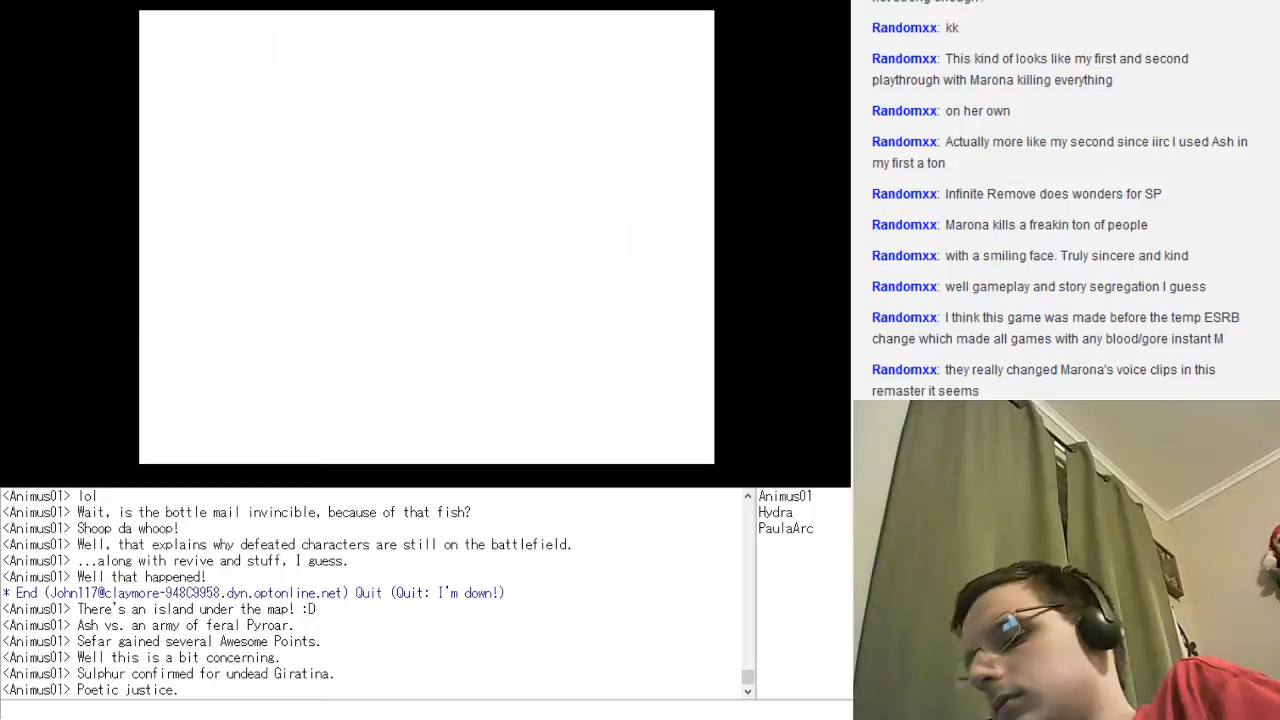 Randomxx: kk
Randomxx: This kind of looks like my first and second
playthrough with Marona killing everything
Randomxx: on her own
Randomxx: Actually more like my second since iirc I used Ash in
my first a ton
Randomxx: Infinite Remove does wonders for SP
Randomxx: Marona kills a freakin ton of people
Randomxx: with a smiling face. Truly sincere and kind
Randomxx: well gameplay and story segregation I guess
Randomxx: I think this game was made before the temp ESRB
change which made all games with any blood/gore instant M
Randomxx: they really changed Marona's voice clips in this
remaster it seems
<Animus01> lol
<Animus01> Wait, is the bottle mail invincible, because of that fish?
<Animus01> Shoop da whoop!
<Animus01> Well, that explains why defeated characters are still on the battlefield.
<Animus01> ...along with revive and stuff, I guess.
<Animus01> Well that happened!
* End (John117@claymore-948C9958.dyn.optonline.net) Quit (Quit: I'm down!)
<Animus01> There's an island under the map! :D
<Animus01> Ash vs. an army of feral Pyroar.
<Animus01> Sefar gained several Awesome Points.
<Animus01> Well this is a bit concerning.
<Animus01> Sulphur confirmed for undead Giratina.
<Animus01> Poetic justice.
Animus01
Hydra
PaulaArc